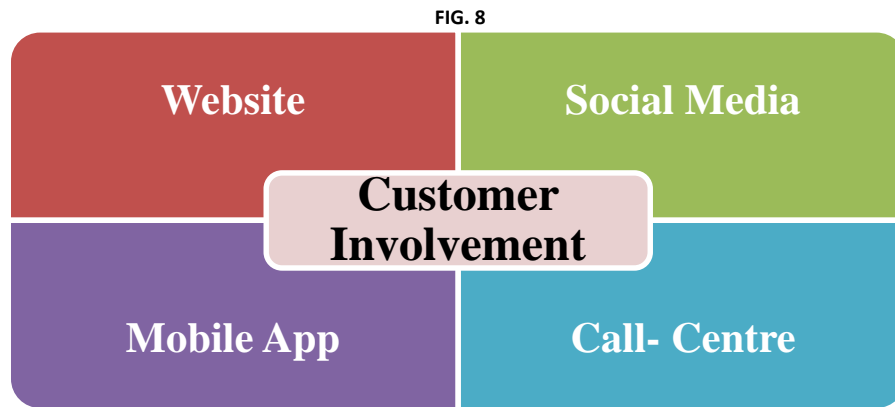 FIG. 8
Website
Social Media
Customer
Involvement
Mobile App
Call- Centre